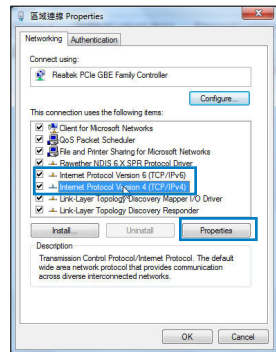 區域連線 Properties
Networking Authentication
Connect using:
Realtek PCIe GBE Family Controller
Configure...
This connection uses the following items:
Client for Microsoft Networks
QoS Packet Scheduler
File and Printer Sharing for Microsoft Networks
Rawether NDIS 6.X SPR Protocol Driver
Internet Protocol Version 6 (TCP/IPv6)
Internet Protocol Version 4 (TCP/IPv4)
Link-Layer Topology Discovery Mapper I/O Driver
Link-Layer Topology Discovery Responder
Install... Uninstall Properties
Description
Transmission Control Protocol/Internet Protocol. The default
wide area network protocol that provides communication
across diverse interconnected networks.
OK Cancel